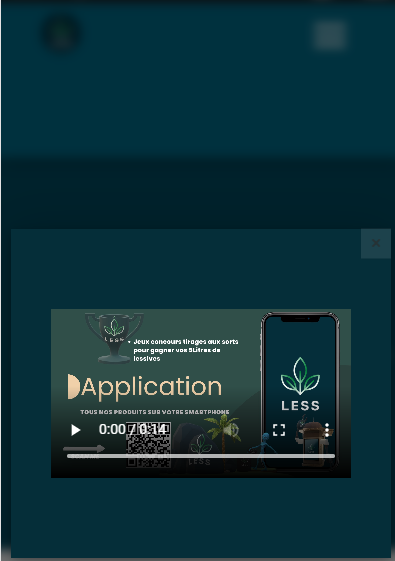 ×
LESS
• Jeux concours tirages aux sorts
pour gagner vos 5Litres de
lessives
Application
TOUS NOS PRODUITS SUR VOTRE SMARTPHONE
LESS
0:00 / 0:14
LESS